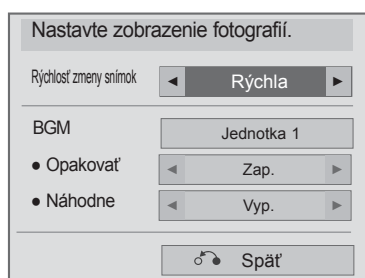 Nastavte zobrazenie fotografií.
Rýchlosť zmeny snímok ◄ Rýchla ►
BGM Jednotka 1
● Opakovať ◄ Zap. ►
● Náhodne ◄ Vyp. ►
Späť